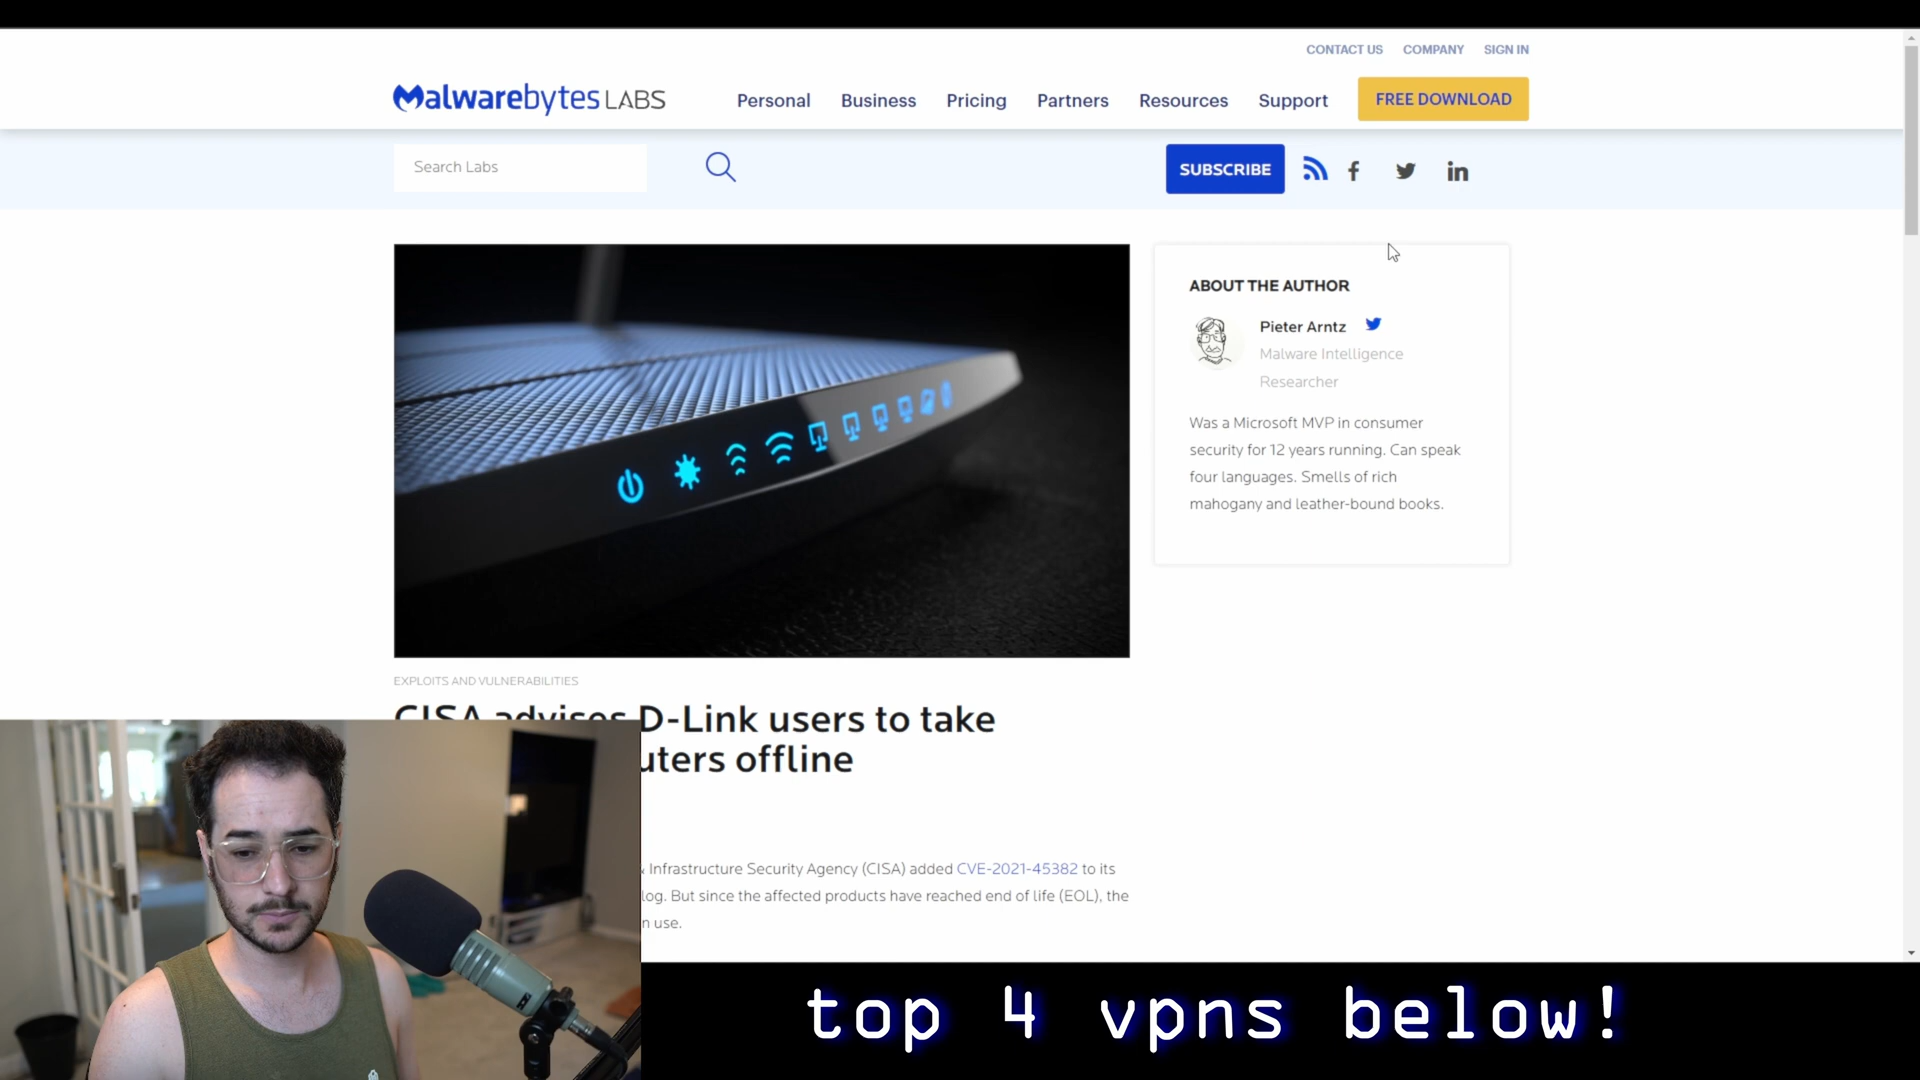 CONTACT US COMPANY SIGN IN
Malwarebytes LABS Personal Business Pricing Partners Resources Support FREE DOWNLOAD
Search Labs SUBSCRIBE
ABOUT THE AUTHOR
Pieter Arntz
Malware Intelligence
Researcher
Was a Microsoft MVP in consumer
security for 12 years running. Can speak
four languages. Smells of rich
mahogany and leather-bound books.
EXPLOITS AND VULNERABILITIES
CISA advises D-Link users to take
uters offline
Infrastructure Security Agency (CISA) added CVE-2021-45382 to its
log. But since the affected products have reached end of life (EOL), the
n use.
top 4 vpns below!